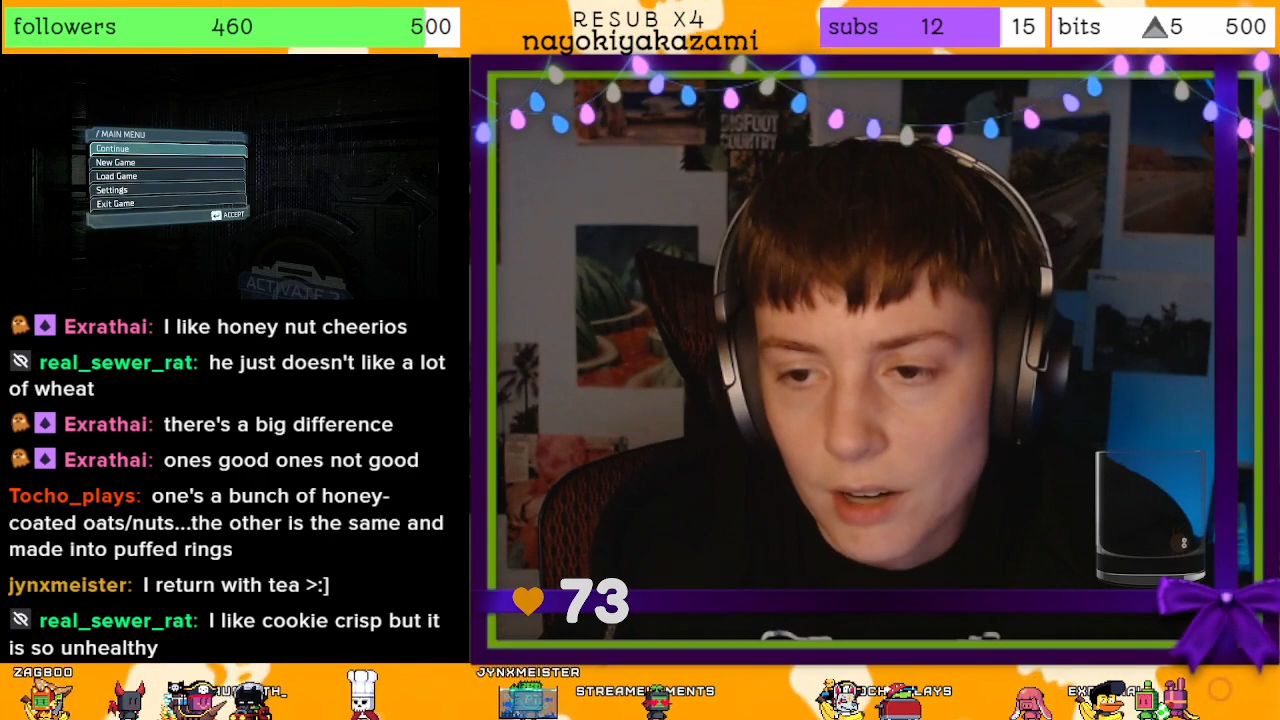 followers 460 500
RESUB X4
nayokiyakazami
subs 12 15
bits 5 500
/ MAIN MENU
Continue
New Game
Load Game
Settings
Exit Game
ACCEPT
ACTIVATE ?
BIGFOOT
COUNTRY
Exrathai: I like honey nut cheerios
real_sewer_rat: he just doesn't like a lot
of wheat
Exrathai: there's a big difference
Exrathai: ones good ones not good
Tocho_plays: one's a bunch of honey-
coated oats/nuts...the other is the same and
made into puffed rings
jynxmeister: I return with tea >:]
real_sewer_rat: I like cookie crisp but it
is so unhealthy
73
ZAGBOO
JYNXMEISTER